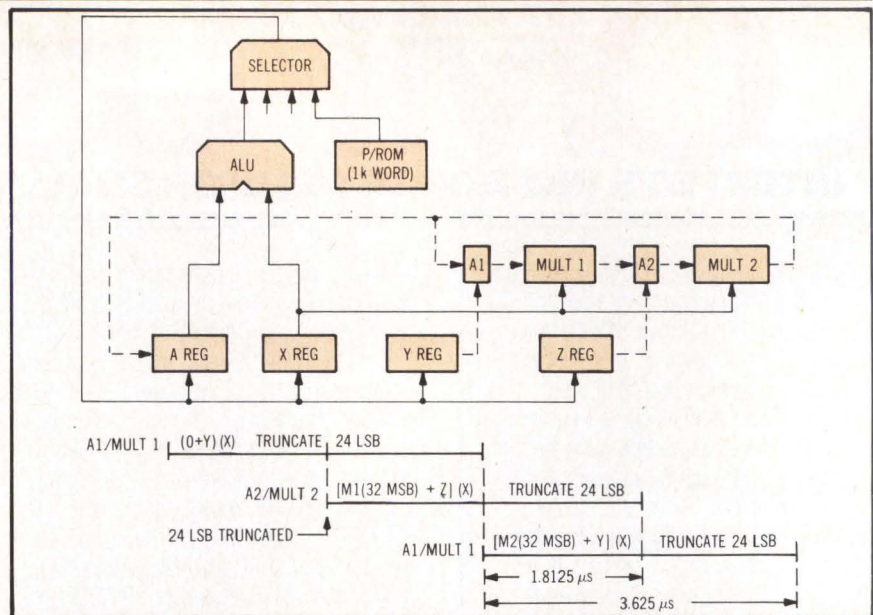 SELECTOR
ALU
P/ROM
(1k WORD)
A1
MULT 1
A2
MULT 2
A REG
X REG
Y REG
Z REG
A1/MULT 1
(0+Y) (X)
TRUNCATE
24 LSB
A2/MULT 2
[M1(32 MSB) + Z] (X)
TRUNCATE 24 LSB
24 LSB TRUNCATED
A1/MULT 1
[M2(32 MSB) + Y] (X)
TRUNCATE 24 LSB
1.8125 μs
3.625 μs